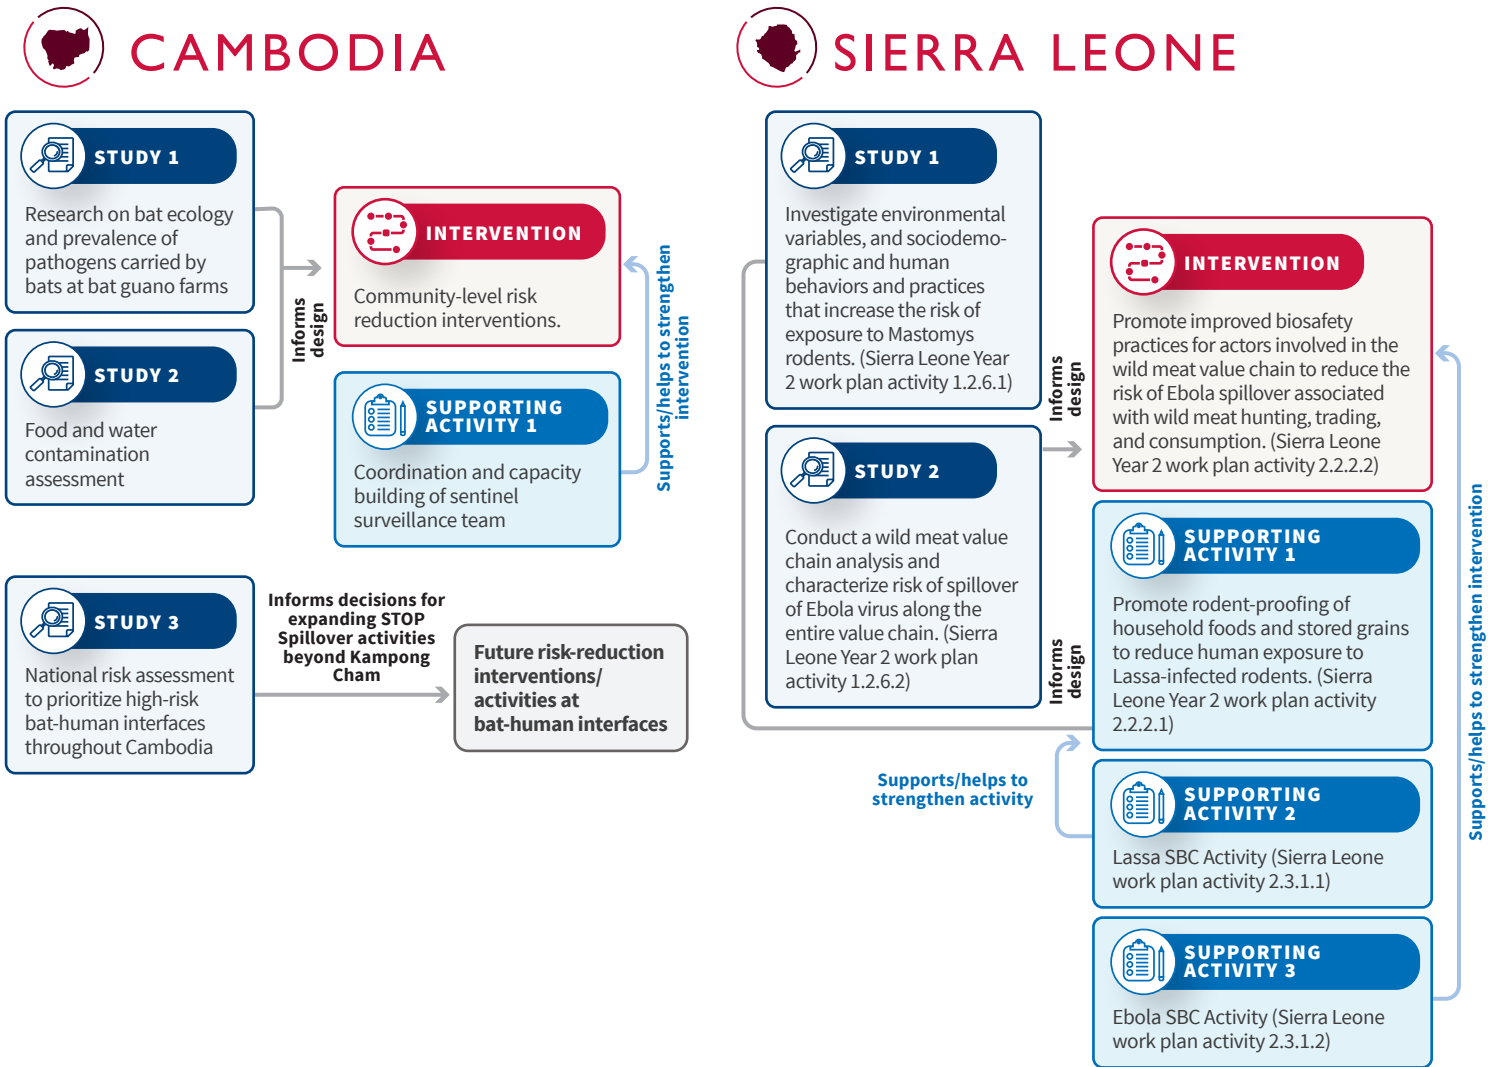 CAMBODIA
STUDY 1
Research on bat ecology
and prevalence of
pathogens carried by
bats at bat guano farms
STUDY 2
Food and water
contamination
assessment
Informs
design
INTERVENTION
Community-level risk
reduction interventions.
SUPPORTING
ACTIVITY 1
Coordination and capacity
building of sentinel
surveillance team
Supports/helps to strengthen
intervention
STUDY 3
National risk assessment
to prioritize high-risk
bat-human interfaces
throughout Cambodia
Informs decisions for
expanding STOP
Spillover activities
beyond Kampong
Cham
Future risk-reduction
interventions/
activities at
bat-human interfaces
SIERRA LEONE
STUDY 1
Investigate environmental
variables, and sociodemo-
graphic and human
behaviors and practices
that increase the risk of
exposure to Mastomys
rodents. (Sierra Leone Year
2 work plan activity 1.2.6.1)
STUDY 2
Conduct a wild meat value
chain analysis and
characterize risk of spillover
of Ebola virus along the
entire value chain. (Sierra
Leone Year 2 work plan
activity 1.2.6.2)
Informs
design
Informs
design
INTERVENTION
Promote improved biosafety
practices for actors involved in the
wild meat value chain to reduce the
risk of Ebola spillover associated
with wild meat hunting, trading,
and consumption. (Sierra Leone
Year 2 work plan activity 2.2.2.2)
SUPPORTING
ACTIVITY 1
Promote rodent-proofing of
household foods and stored grains
to reduce human exposure to
Lassa-infected rodents. (Sierra
Leone Year 2 work plan activity
2.2.2.1)
Supports/helps to
strengthen activity
SUPPORTING
ACTIVITY 2
Lassa SBC Activity (Sierra Leone
work plan activity 2.3.1.1)
SUPPORTING
ACTIVITY 3
Ebola SBC Activity (Sierra Leone
work plan activity 2.3.1.2)
Supports/helps to strengthen intervention